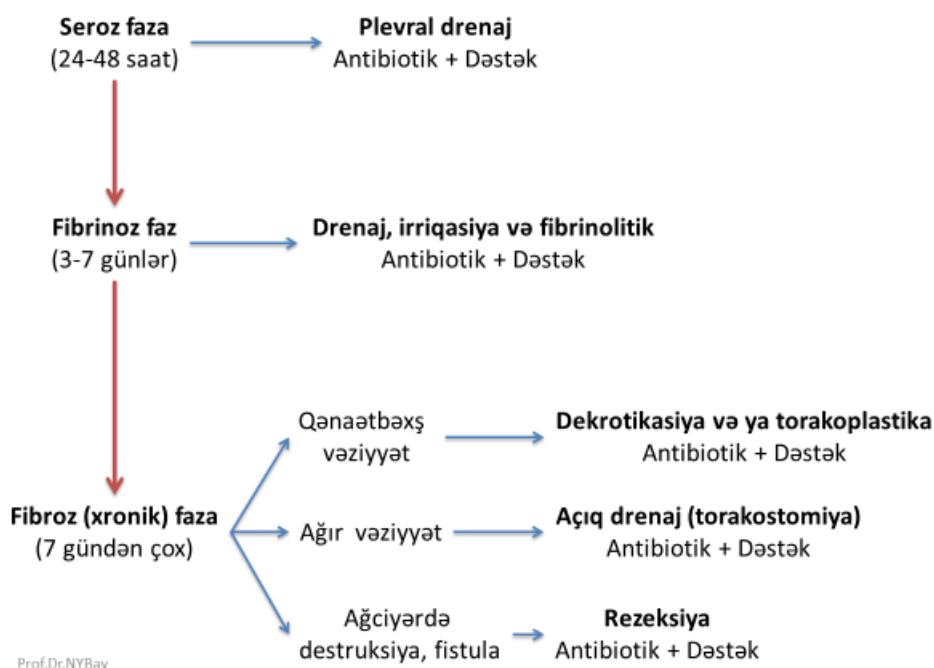 Seroz faza
(24-48 saat)
Plevral drenaj
Antibiotik + Dəstək
Fibrinoz faz
(3-7 günlər)
Drenaj, irriqasiya və fibrinolitik
Antibiotik + Dəstək
Fibroz (xronik) faza
(7 gündən çox)
Qənaətbəxş
vəziyyət
Dekrotikasiya və ya torakoplastika
Antibiotik + Dəstək
Ağır vəziyyət
Açıq drenaj (torakostomiya)
Antibiotik + Dəstək
Ağciyərdə
destruksiya, fistula
Rezeksiya
Antibiotik + Dəstək
Prof.Dr.NYBay